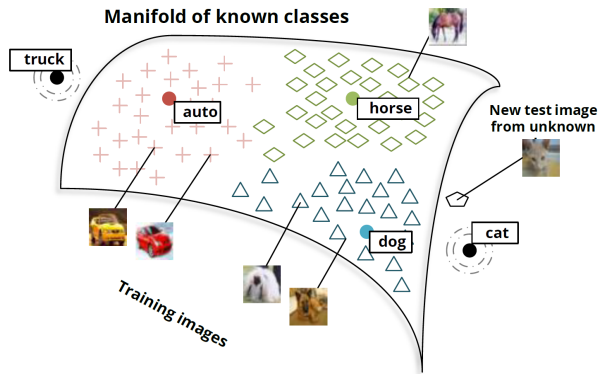 Manifold of known classes
truck
auto
horse
New test image
from unknown
cat
dog
Training images